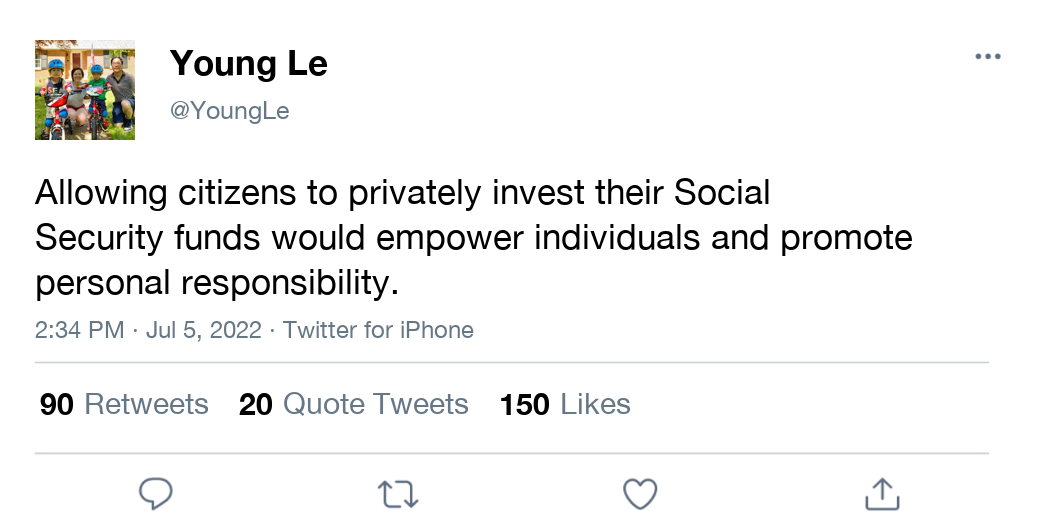 Young Le
@YoungLe
Allowing citizens to privately invest their Social
Security funds would empower individuals and promote
personal responsibility.
2:34 PM · Jul 5, 2022 · Twitter for iPhone
90 Retweets 20 Quote Tweets 150 Likes